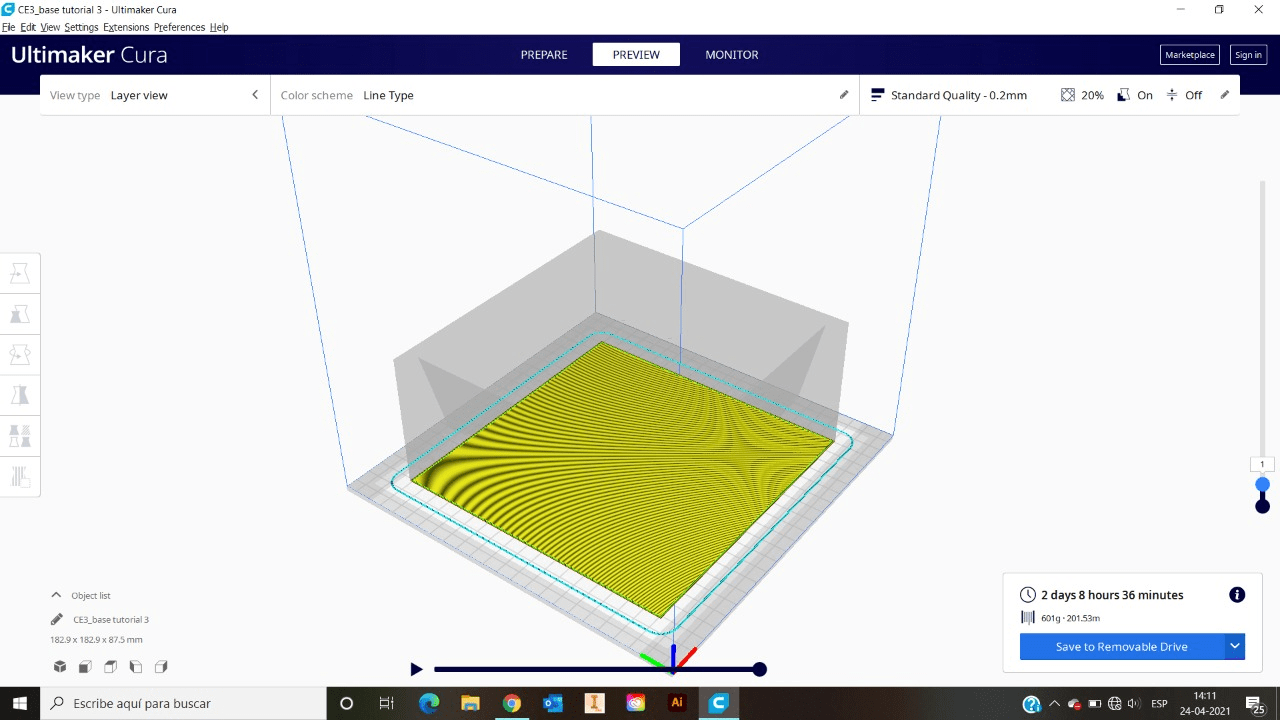 CE3_base tutorial 3 - Ultimaker Cura
File Edit View Settings Extensions Preferences Help
Ultimaker Cura
PREPARE
PREVIEW
MONITOR
Marketplace
Sign in
View type Layer view
Color scheme Line Type
Standard Quality - 0.2mm
20%
On
Off
1
Object list
CE3_base tutorial 3
182.9 x 182.9 x 87.5 mm
2 days 8 hours 36 minutes
601g · 201.53m
Save to Removable Drive
Escribe aquí para buscar
Ai
ESP
14:11
24-04-2021
25